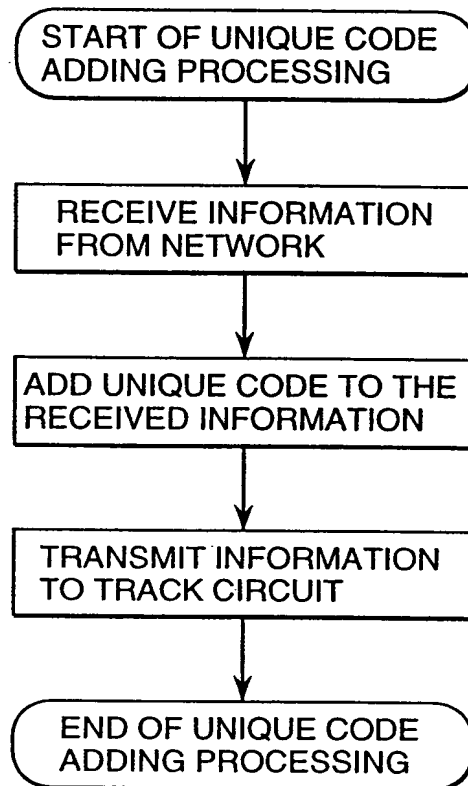 START OF UNIQUE CODE
ADDING PROCESSING
RECEIVE INFORMATION
FROM NETWORK
ADD UNIQUE CODE TO THE
RECEIVED INFORMATION
TRANSMIT INFORMATION
TO TRACK CIRCUIT
END OF UNIQUE CODE
ADDING PROCESSING